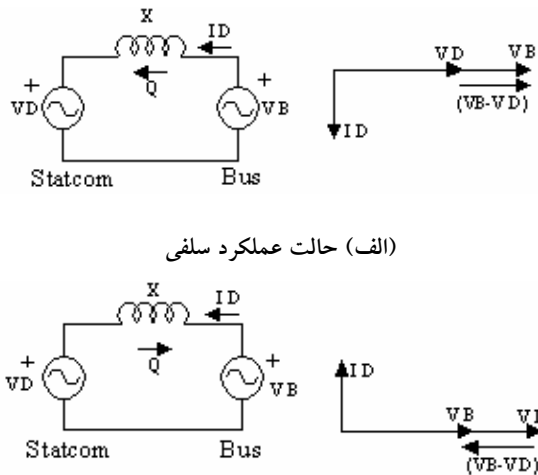 X
ID
Q
+
VD
+
VB
Statcom
Bus
VD
VB
(VB-VD)
ID
(الف) حالت عملکرد سلفی
X
ID
Q
+
VD
+
VB
Statcom
Bus
ID
VB
(VB-VD)